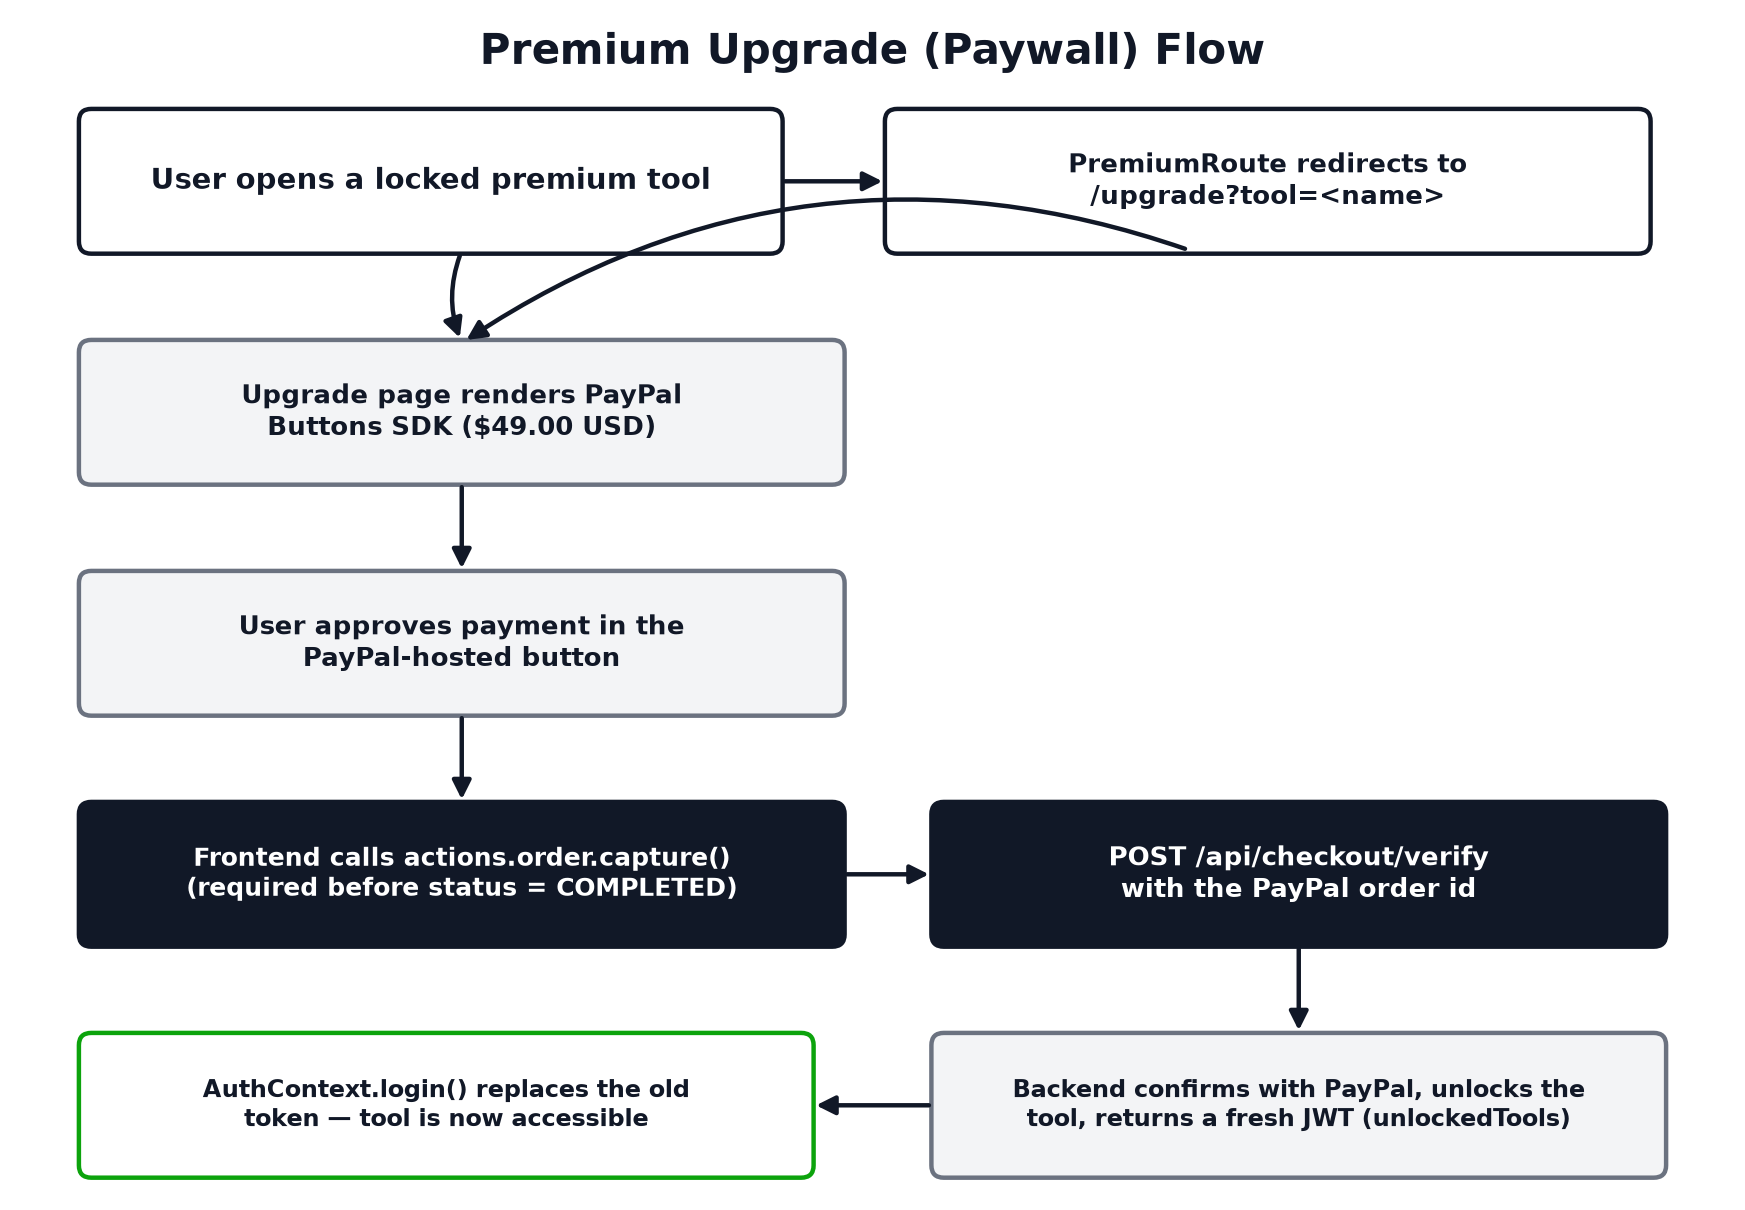 Premium Upgrade (Paywall) Flow
User opens a locked premium tool
PremiumRoute redirects to
/upgrade?tool=<name>
Upgrade page renders PayPal
Buttons SDK ($49.00 USD)
User approves payment in the
PayPal-hosted button
Frontend calls actions.order.capture()
(required before status = COMPLETED)
POST /api/checkout/verify
with the PayPal order id
Backend confirms with PayPal, unlocks the
tool, returns a fresh JWT (unlockedTools)
AuthContext.login() replaces the old
token — tool is now accessible